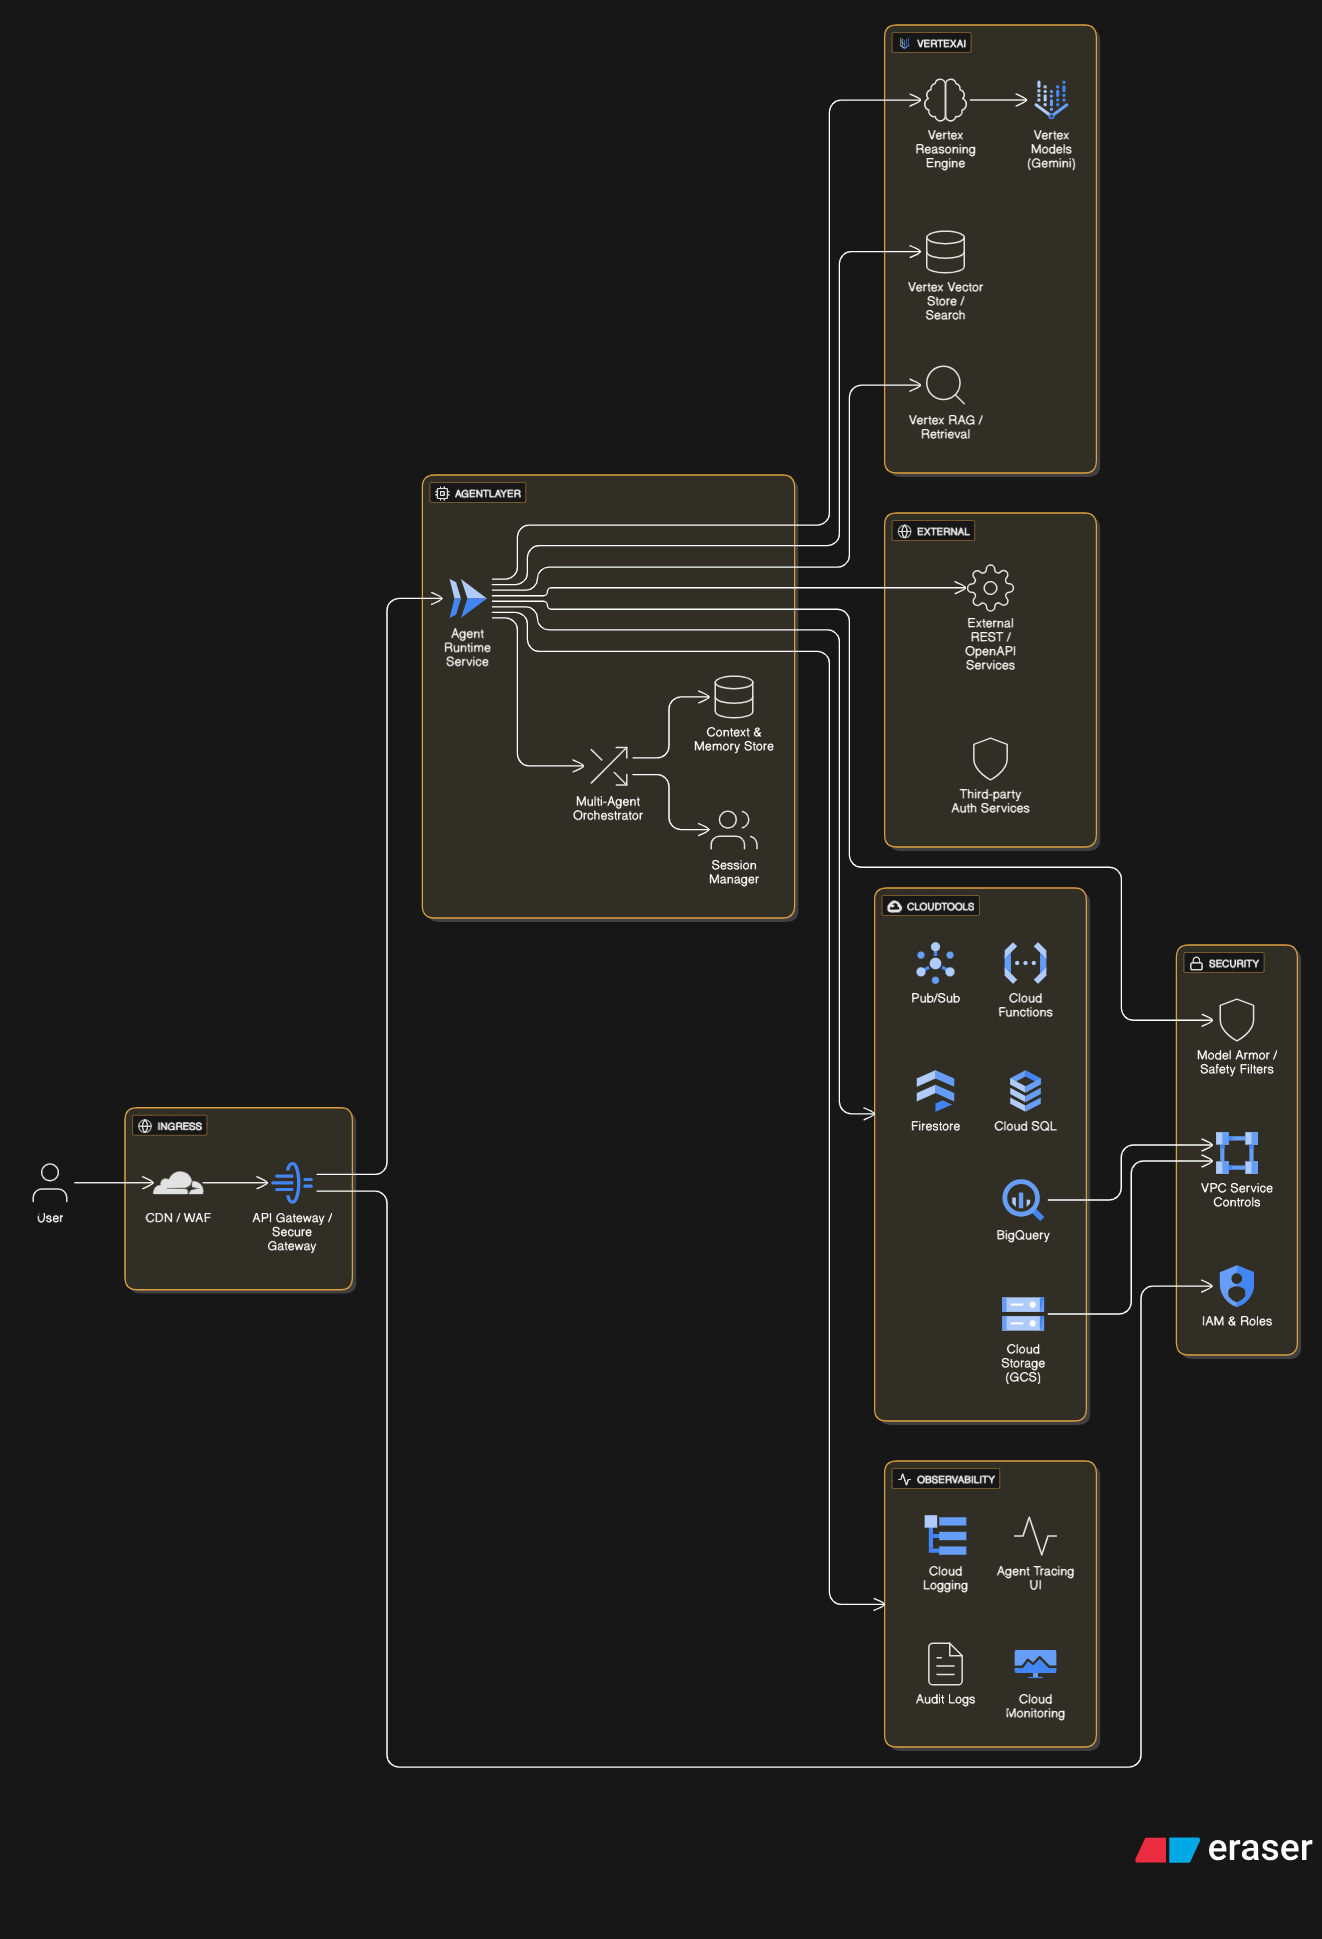 VERTEXAI
Vertex
Reasoning
Engine
Vertex
Models
(Gemini)
Vertex Vector
Store /
Search
Vertex RAG /
Retrieval
AGENTLAYER
Agent
Runtime
Service
Context &
Memory Store
Multi-Agent
Orchestrator
Session
Manager
EXTERNAL
External
REST /
OpenAPI
Services
Third-party
Auth Services
CLOUDTOOLS
Pub/Sub
Cloud
Functions
Firestore
Cloud SQL
BigQuery
Cloud
Storage
(GCS)
SECURITY
Model Armor /
Safety Filters
VPC Service
Controls
IAM & Roles
INGRESS
User
CDN / WAF
API Gateway /
Secure
Gateway
OBSERVABILITY
Cloud
Logging
Agent Tracing
UI
Audit Logs
Cloud
Monitoring
eraser